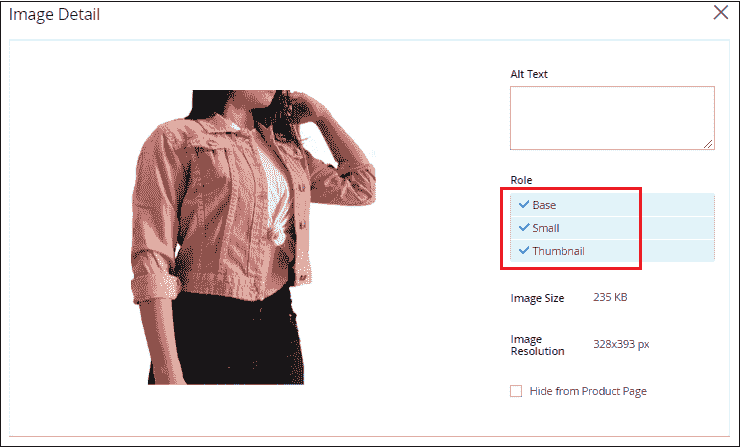 Image Detail
Alt Text
Role
Base
Small
Thumbnail
Image Size 235 KB
Image
Resolution 328x393 px
Hide from Product Page